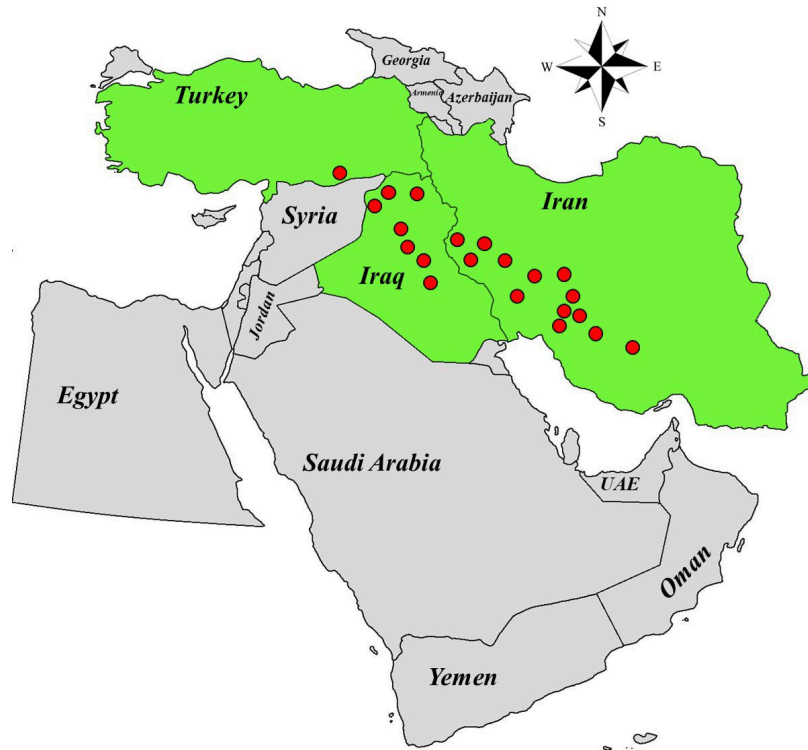 N
Georgia
W
E
Turkey
Armenia
Azerbaijan
S
Iran
Syria
Iraq
Jordan
Egypt
Saudi Arabia
UAE
Oman
Yemen